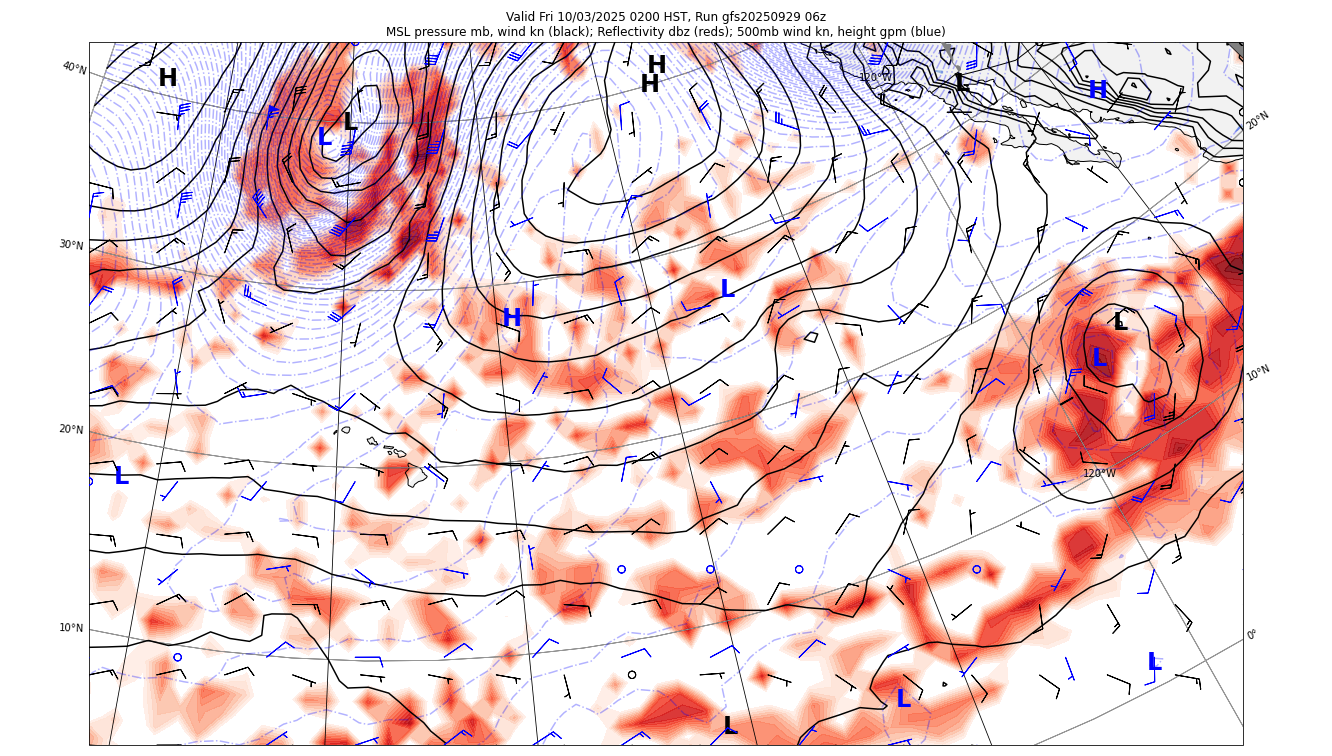 Valid Fri 10/03/2025 0200 HST, Run gfs20250929 06z
MSL pressure mb, wind kn (black); Reflectivity dbz (reds); 500mb wind kn, height gpm (blue)
H
H
H
L
H
120°W
40°N
20°N
L
L
30°N
L
H
L
L
10°N
20°N
L
120°W
10°N
0°
L
L
L